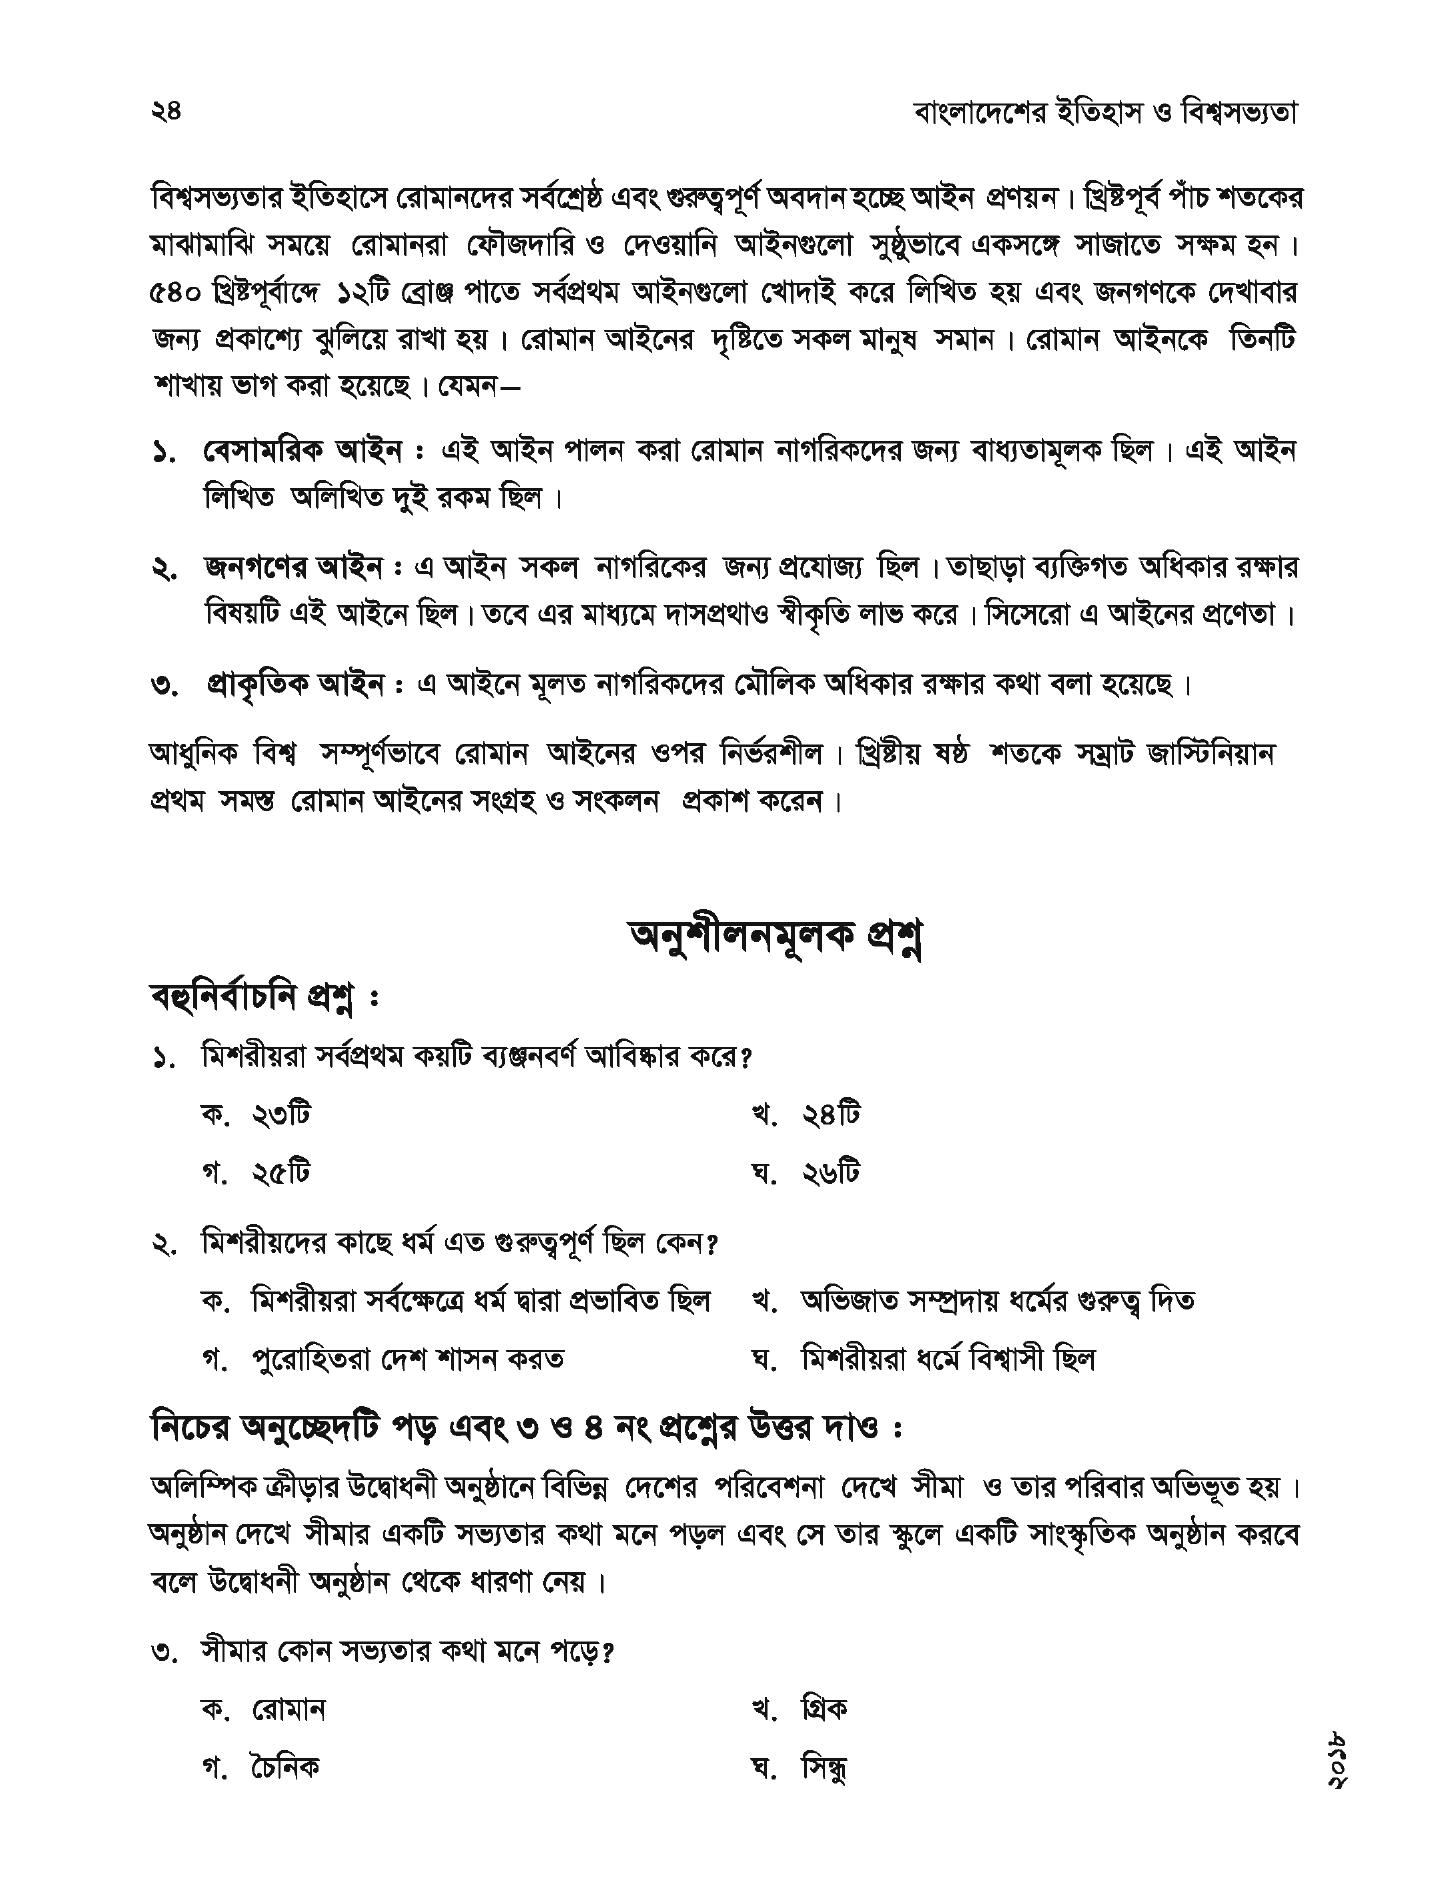 ২৪ বাংলাদেশের ইতিহাস ও বিশ্বসভ্যতা
বিশ্বসভ্যতার ইতিহাসে রোমানদের সর্বশ্রেষ্ঠ এবং গুরুত্বপূর্ণ অবদান হচ্ছে আইন প্রণয়ন। খ্রিষ্টপূর্ব পাঁচ শতকের
মাঝামাঝি সময়ে রোমানরা ফৌজদারি ও দেওয়ানি আইনগুলো সুষ্ঠুভাবে একসঙ্গে সাজাতে সক্ষম হন।
৫৪০ খ্রিষ্টপূর্বাব্দে ১২টি ব্রোঞ্জ পাতে সর্বপ্রথম আইনগুলো খোদাই করে লিখিত হয় এবং জনগণকে দেখাবার
জন্য প্রকাশ্যে ঝুলিয়ে রাখা হয়। রোমান আইনের দৃষ্টিতে সকল মানুষ সমান। রোমান আইনকে তিনটি
শাখায় ভাগ করা হয়েছে। যেমন–
১. বেসামরিক আইন : এই আইন পালন করা রোমান নাগরিকদের জন্য বাধ্যতামূলক ছিল। এই আইন
লিখিত অলিখিত দুই রকম ছিল।
২. জনগণের আইন : এ আইন সকল নাগরিকের জন্য প্রযোজ্য ছিল। তাছাড়া ব্যক্তিগত অধিকার রক্ষার
বিষয়টি এই আইনে ছিল। তবে এর মাধ্যমে দাসপ্রথাও স্বীকৃতি লাভ করে। সিসেরো এ আইনের প্রণেতা।
৩. প্রাকৃতিক আইন : এ আইনে মূলত নাগরিকদের মৌলিক অধিকার রক্ষার কথা বলা হয়েছে।
আধুনিক বিশ্ব সম্পূর্ণভাবে রোমান আইনের ওপর নির্ভরশীল। খ্রিষ্টীয় ষষ্ঠ শতকে সম্রাট জাস্টিনিয়ান
প্রথম সমস্ত রোমান আইনের সংগ্রহ ও সংকলন প্রকাশ করেন।
অনুশীলনমূলক প্রশ্ন
বহুনির্বাচনি প্রশ্ন :
১. মিশরীয়রা সর্বপ্রথম কয়টি ব্যঞ্জনবর্ণ আবিষ্কার করে?
ক. ২৩টি খ. ২৪টি
গ. ২৫টি ঘ. ২৬টি
২. মিশরীয়দের কাছে ধর্ম এত গুরুত্বপূর্ণ ছিল কেন?
ক. মিশরীয়রা সর্বক্ষেত্রে ধর্ম দ্বারা প্রভাবিত ছিল খ. অভিজাত সম্প্রদায় ধর্মের গুরুত্ব দিত
গ. পুরোহিতরা দেশ শাসন করত ঘ. মিশরীয়রা ধর্মে বিশ্বাসী ছিল
নিচের অনুচ্ছেদটি পড় এবং ৩ ও ৪ নং প্রশ্নের উত্তর দাও :
অলিম্পিক ক্রীড়ার উদ্বোধনী অনুষ্ঠানে বিভিন্ন দেশের পরিবেশনা দেখে সীমা ও তার পরিবার অভিভূত হয়।
অনুষ্ঠান দেখে সীমার একটি সভ্যতার কথা মনে পড়ল এবং সে তার স্কুলে একটি সাংস্কৃতিক অনুষ্ঠান করবে
বলে উদ্বোধনী অনুষ্ঠান থেকে ধারণা নেয়।
৩. সীমার কোন সভ্যতার কথা মনে পড়ে?
ক. রোমান খ. গ্রিক
গ. চৈনিক ঘ. সিন্ধু
২০১৮